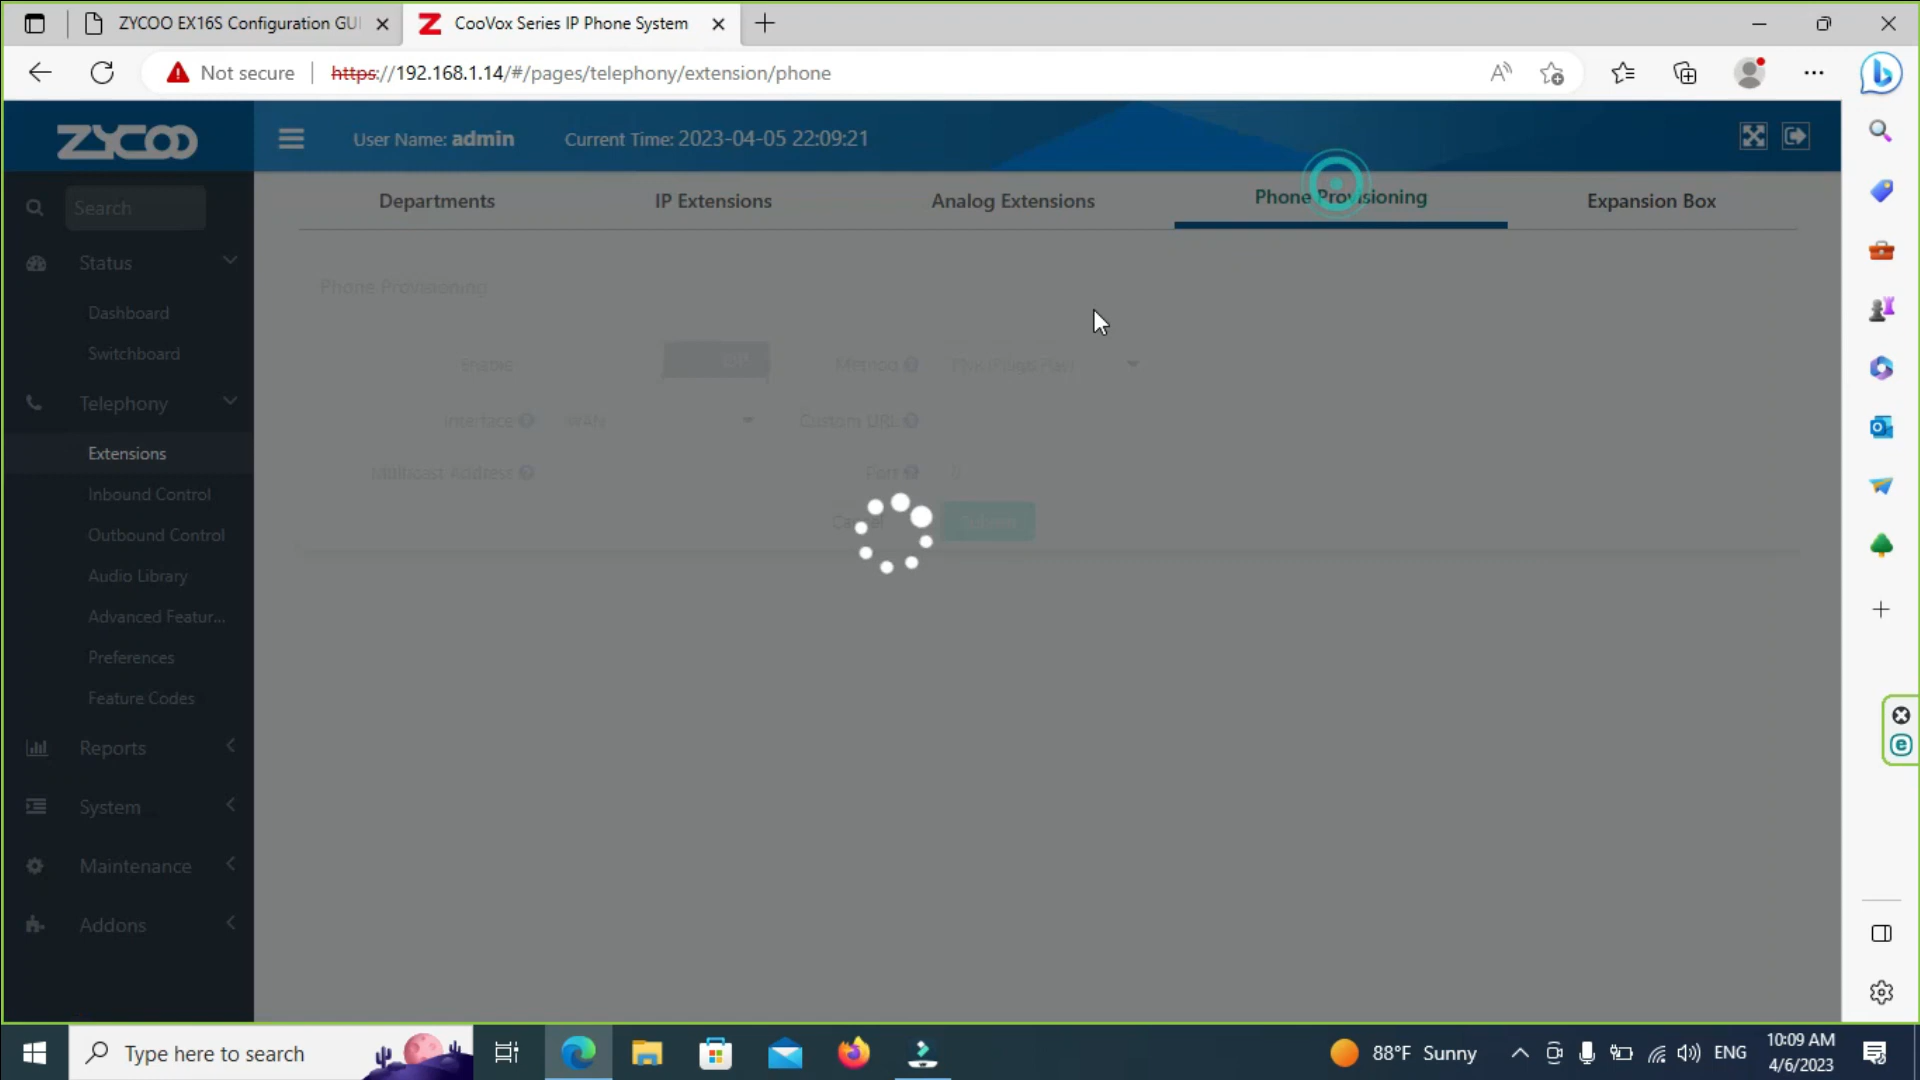 ZYCOO EX16S Configuration GUI
CooVox Series IP Phone System
Not secure
https://192.168.1.14/#/pages/telephony/extension/phone
ZYCOO
User Name: admin
Current Time: 2023-04-05 22:09:21
Search
Status
Dashboard
Switchboard
Telephony
Extensions
Inbound Control
Outbound Control
Audio Library
Advanced Featur...
Preferences
Feature Codes
Reports
System
Maintenance
Addons
Departments
IP Extensions
Analog Extensions
Phone Provisioning
Expansion Box
Phone Provisioning
Enable
Method
Interface
WAN
Custom URL
Multicast Address
Port
0
Cancel
Submit
Type here to search
88°F Sunny
ENG
10:09 AM
4/6/2023